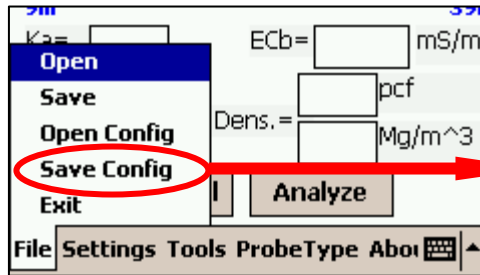 Ka= ECb= mS/m
Open
Save
pcf
Open Config
Dens.=
Mg/m^3
Save Config
Exit
Analyze
File Settings Tools ProbeType